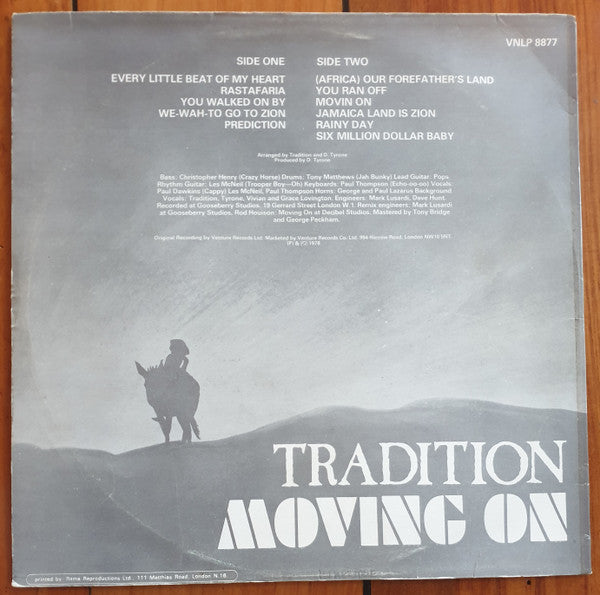 VNLP 8877
SIDE ONE
EVERY LITTLE BEAT OF MY HEART
RASTAFARIA
YOU WALKED ON BY
WE-WAH-TO GO TO ZION
PREDICTION
SIDE TWO
(AFRICA) OUR FOREFATHER'S LAND
YOU RAN OFF
MOVIN ON
JAMAICA LAND IS ZION
RAINY DAY
SIX MILLION DOLLAR BABY
Arranged by Tradition and D. Tyrone
Produced by D. Tyrone
Bass: Christopher Henry (Crazy Horse) Drums: Tony Matthews (Jah Bunky) Lead Guitar: Pops
Rhythm Guitar: Les McNeil (Trooper Boy—Oh) Keyboards: Paul Thompson (Echo-oo-oo) Vocals:
Paul Dawkins (Cappy) Les McNeil, Paul Thompson Horns: George and Paul Lazarus Background
Vocals: Tradition, Tyrone, Vivian and Grace Lovington. Engineers: Mark Lusardi, Dave Hunt.
Recorded at Gooseberry Studios, 19 Gerrard Street London W.1. Remix engineers: Mark Lusardi
at Gooseberry Studios. Rod Houison: Moving On at Decibel Studios. Mastered by Tony Bridge
and George Peckham.
Original Recording by Venture Records Ltd. Marketed by Venture Records Co. Ltd. Harrow Road, London NW10
(P) & (C) 1978
TRADITION
MOVING ON
printed by: Rema Reproductions Ltd., 111 Matthias Road, London N.16